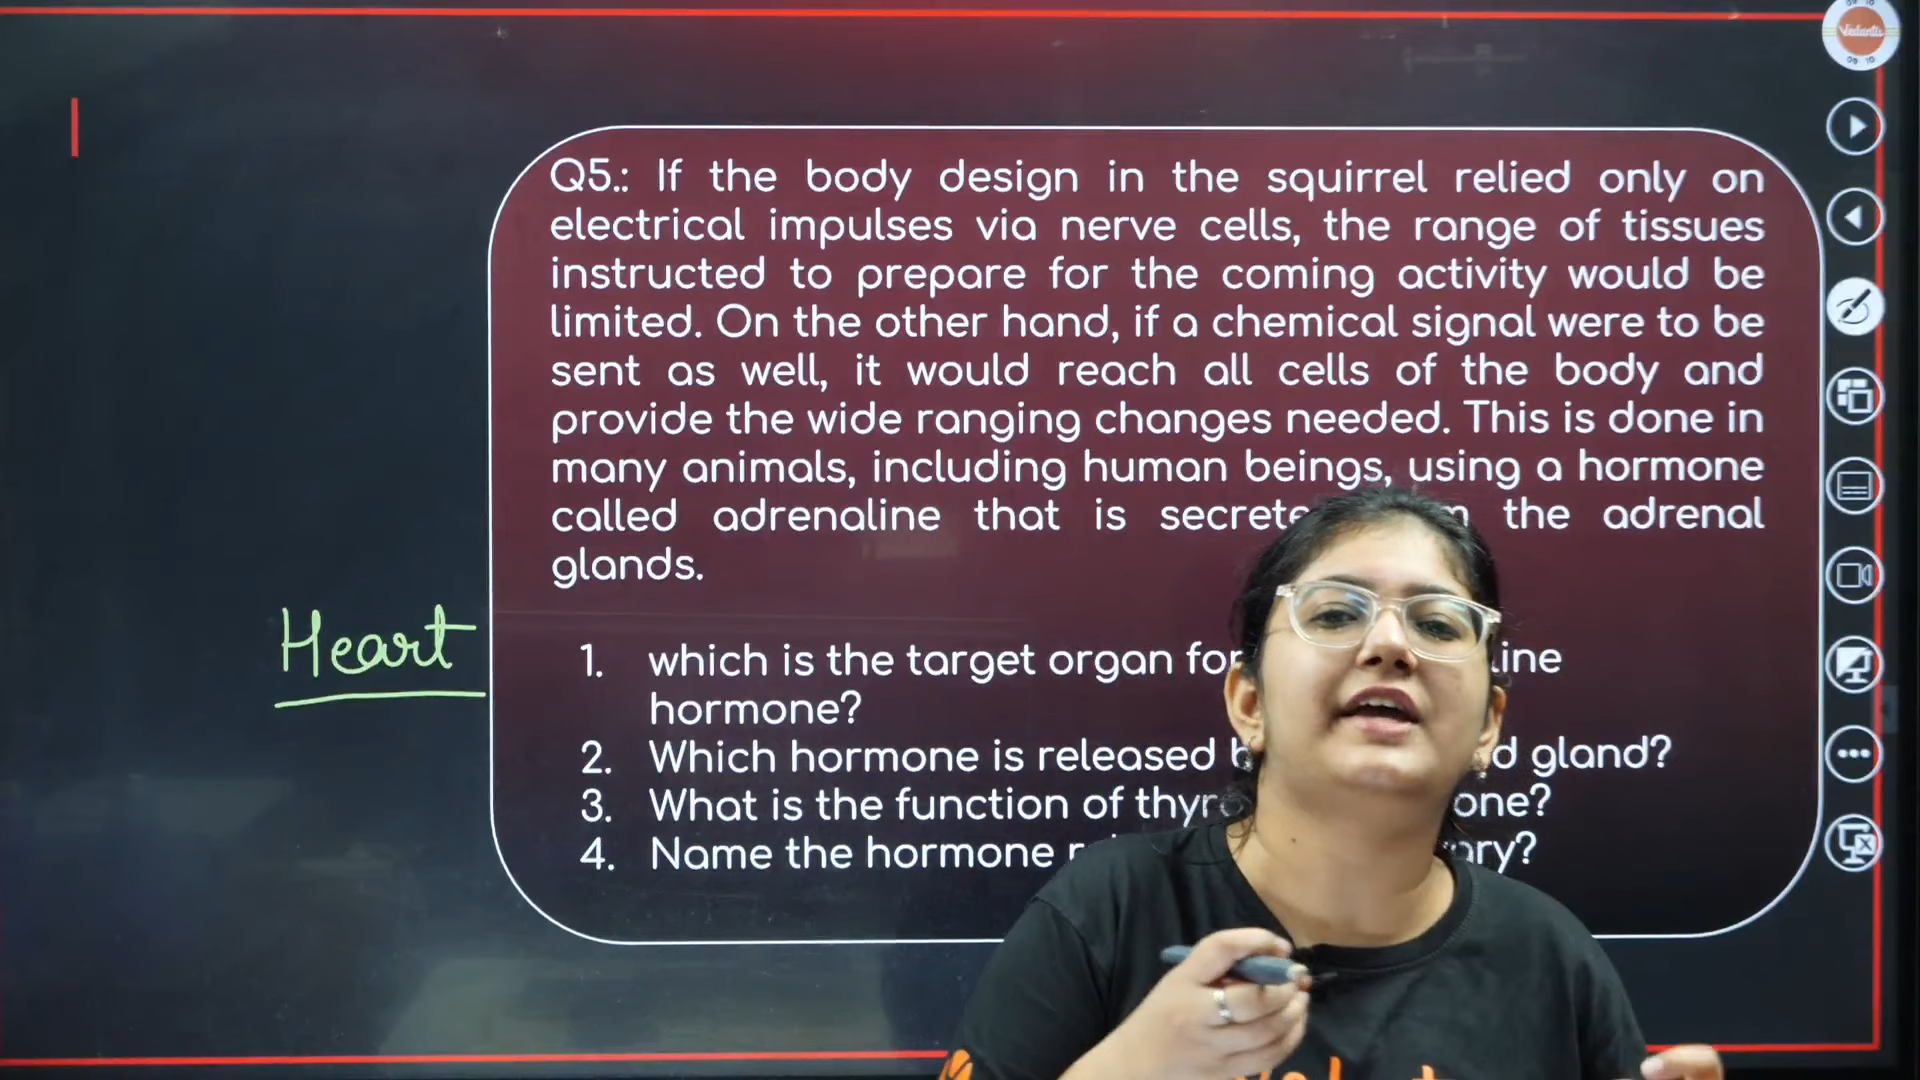 Vedantu
Q5.: If the body design in the squirrel relied only on
electrical impulses via nerve cells, the range of tissues
instructed to prepare for the coming activity would be
limited. On the other hand, if a chemical signal were to be
sent as well, it would reach all cells of the body and
provide the wide ranging changes needed. This is done in
many animals, including human beings, using a hormone
called adrenaline that is the adrenal
glands.
Heart
1. which is the target organ for
hormone?
2. Which hormone is released gland?
3. What is the function of
4. Name the hormone